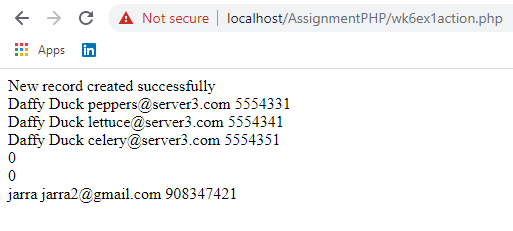 Not secure | localhost/AssignmentPHP/wk6ex1action.php
Apps
New record created successfully
Daffy Duck peppers@server3.com 5554331
Daffy Duck lettuce@server3.com 5554341
Daffy Duck celery@server3.com 5554351
0
0
jarra jarra2@gmail.com 908347421